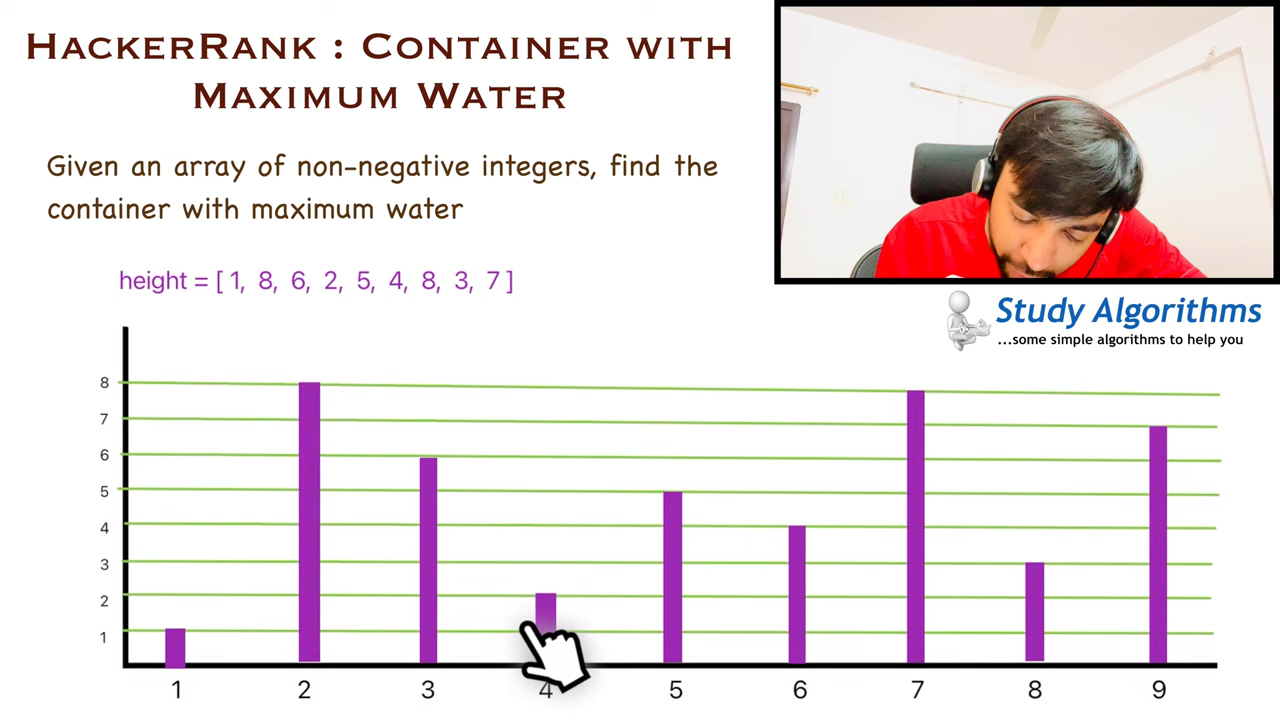 HACKERRANK : CONTAINER WITH
MAXIMUM WATER
Given an array of non-negative integers, find the
container with maximum water
height = [ 1, 8, 6, 2, 5, 4, 8, 3, 7 ]
Study Algorithms
...some simple algorithms to help you
8
7
6
5
4
3
2
1
1 2 3 4 5 6 7 8 9